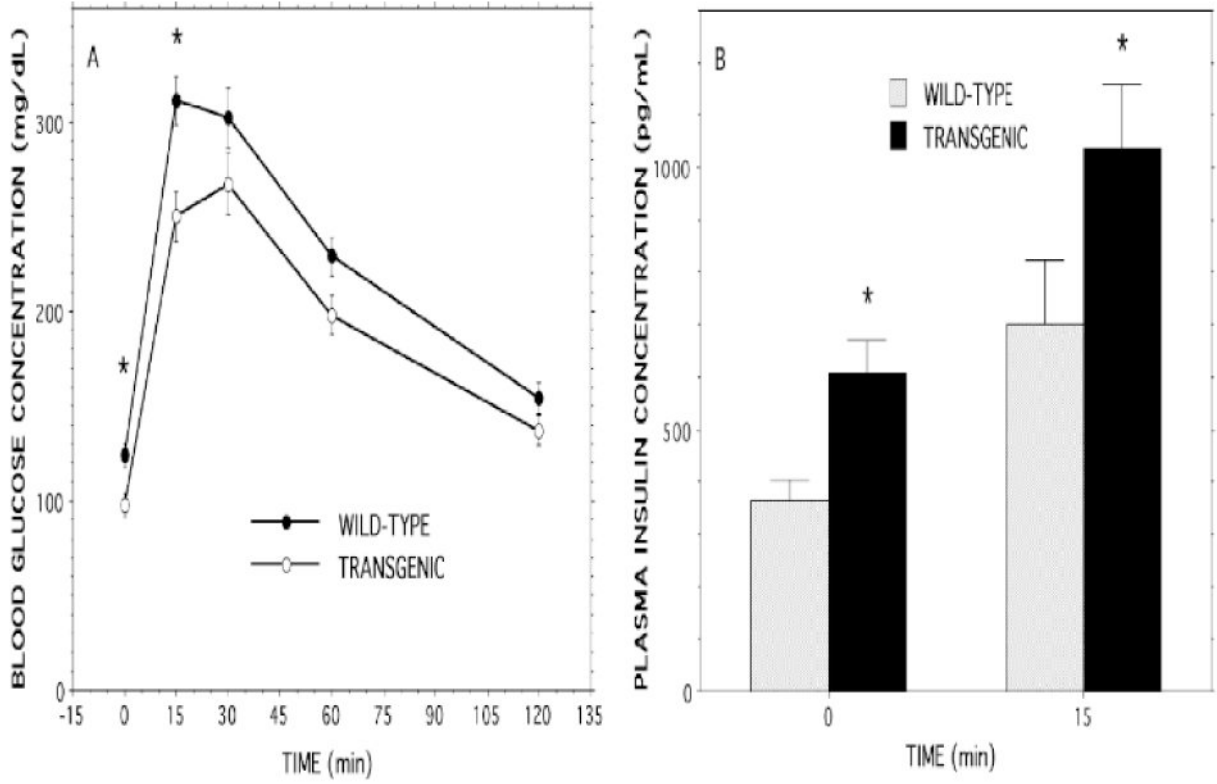 A
*
*
BLOOD GLUCOSE CONCENTRATION (mg/dL)
300
200
100
0
WILD-TYPE
TRANSGENIC
-15 0 15 30 45 60 75 90 105 120 135
TIME (min)
B
*
*
WILD-TYPE
TRANSGENIC
PLASMA INSULIN CONCENTRATION (pg/mL)
1000
500
0
0 15
TIME (min)